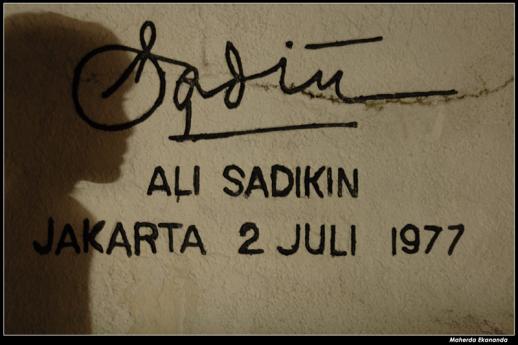 Sadikin
ALI SADIKIN
JAKARTA 2 JULI 1977
Maherda Ekananda